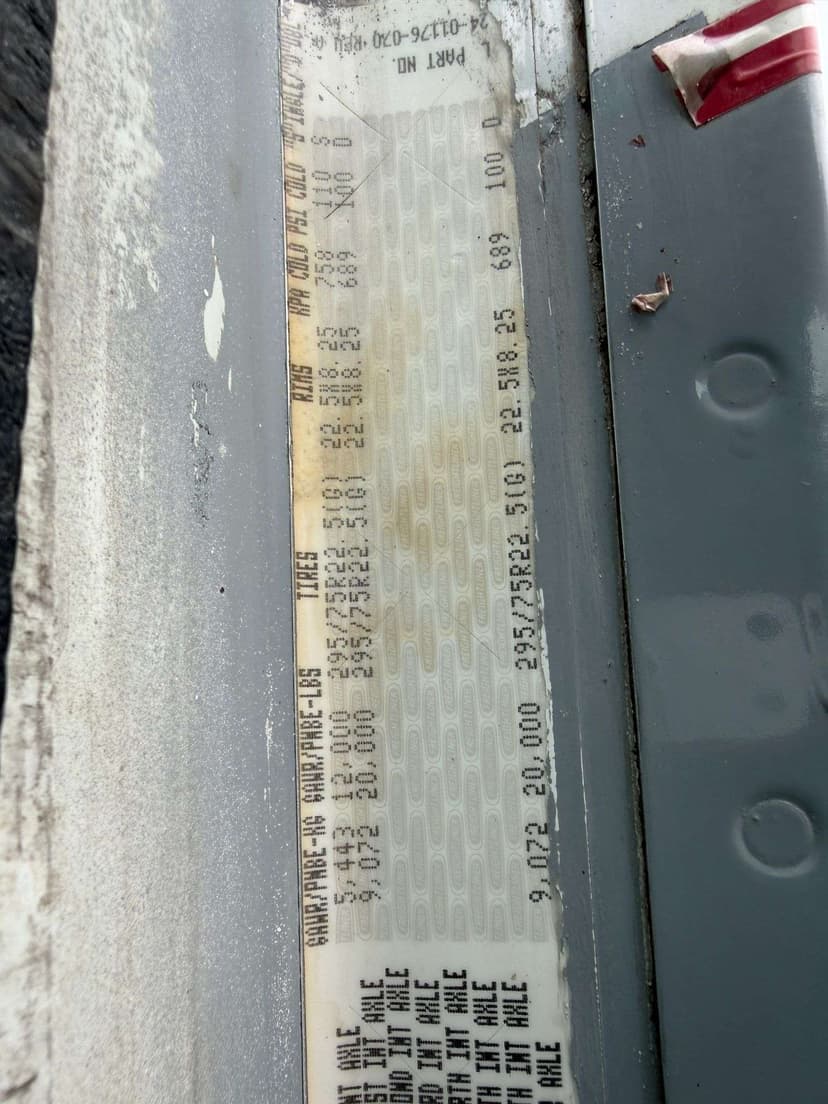 GAWR/PNBE-KG GAWR/PNBE-LBS TIRES RIMS KPA COLD PSI COLD
NT AXLE 5,443 12,000 295/75R22.5(G) 22.5X8.25 758 110 S
ST INT AXLE 9,072 20,000 295/75R22.5(G) 22.5X8.25 689 100 D
OND INT AXLE
RD INT AXLE
RTH INT AXLE
TH INT AXLE
TH INT AXLE
AXLE 9,072 20,000 295/75R22.5(G) 22.5X8.25 689 100 D
PART NO.
24-01176-070